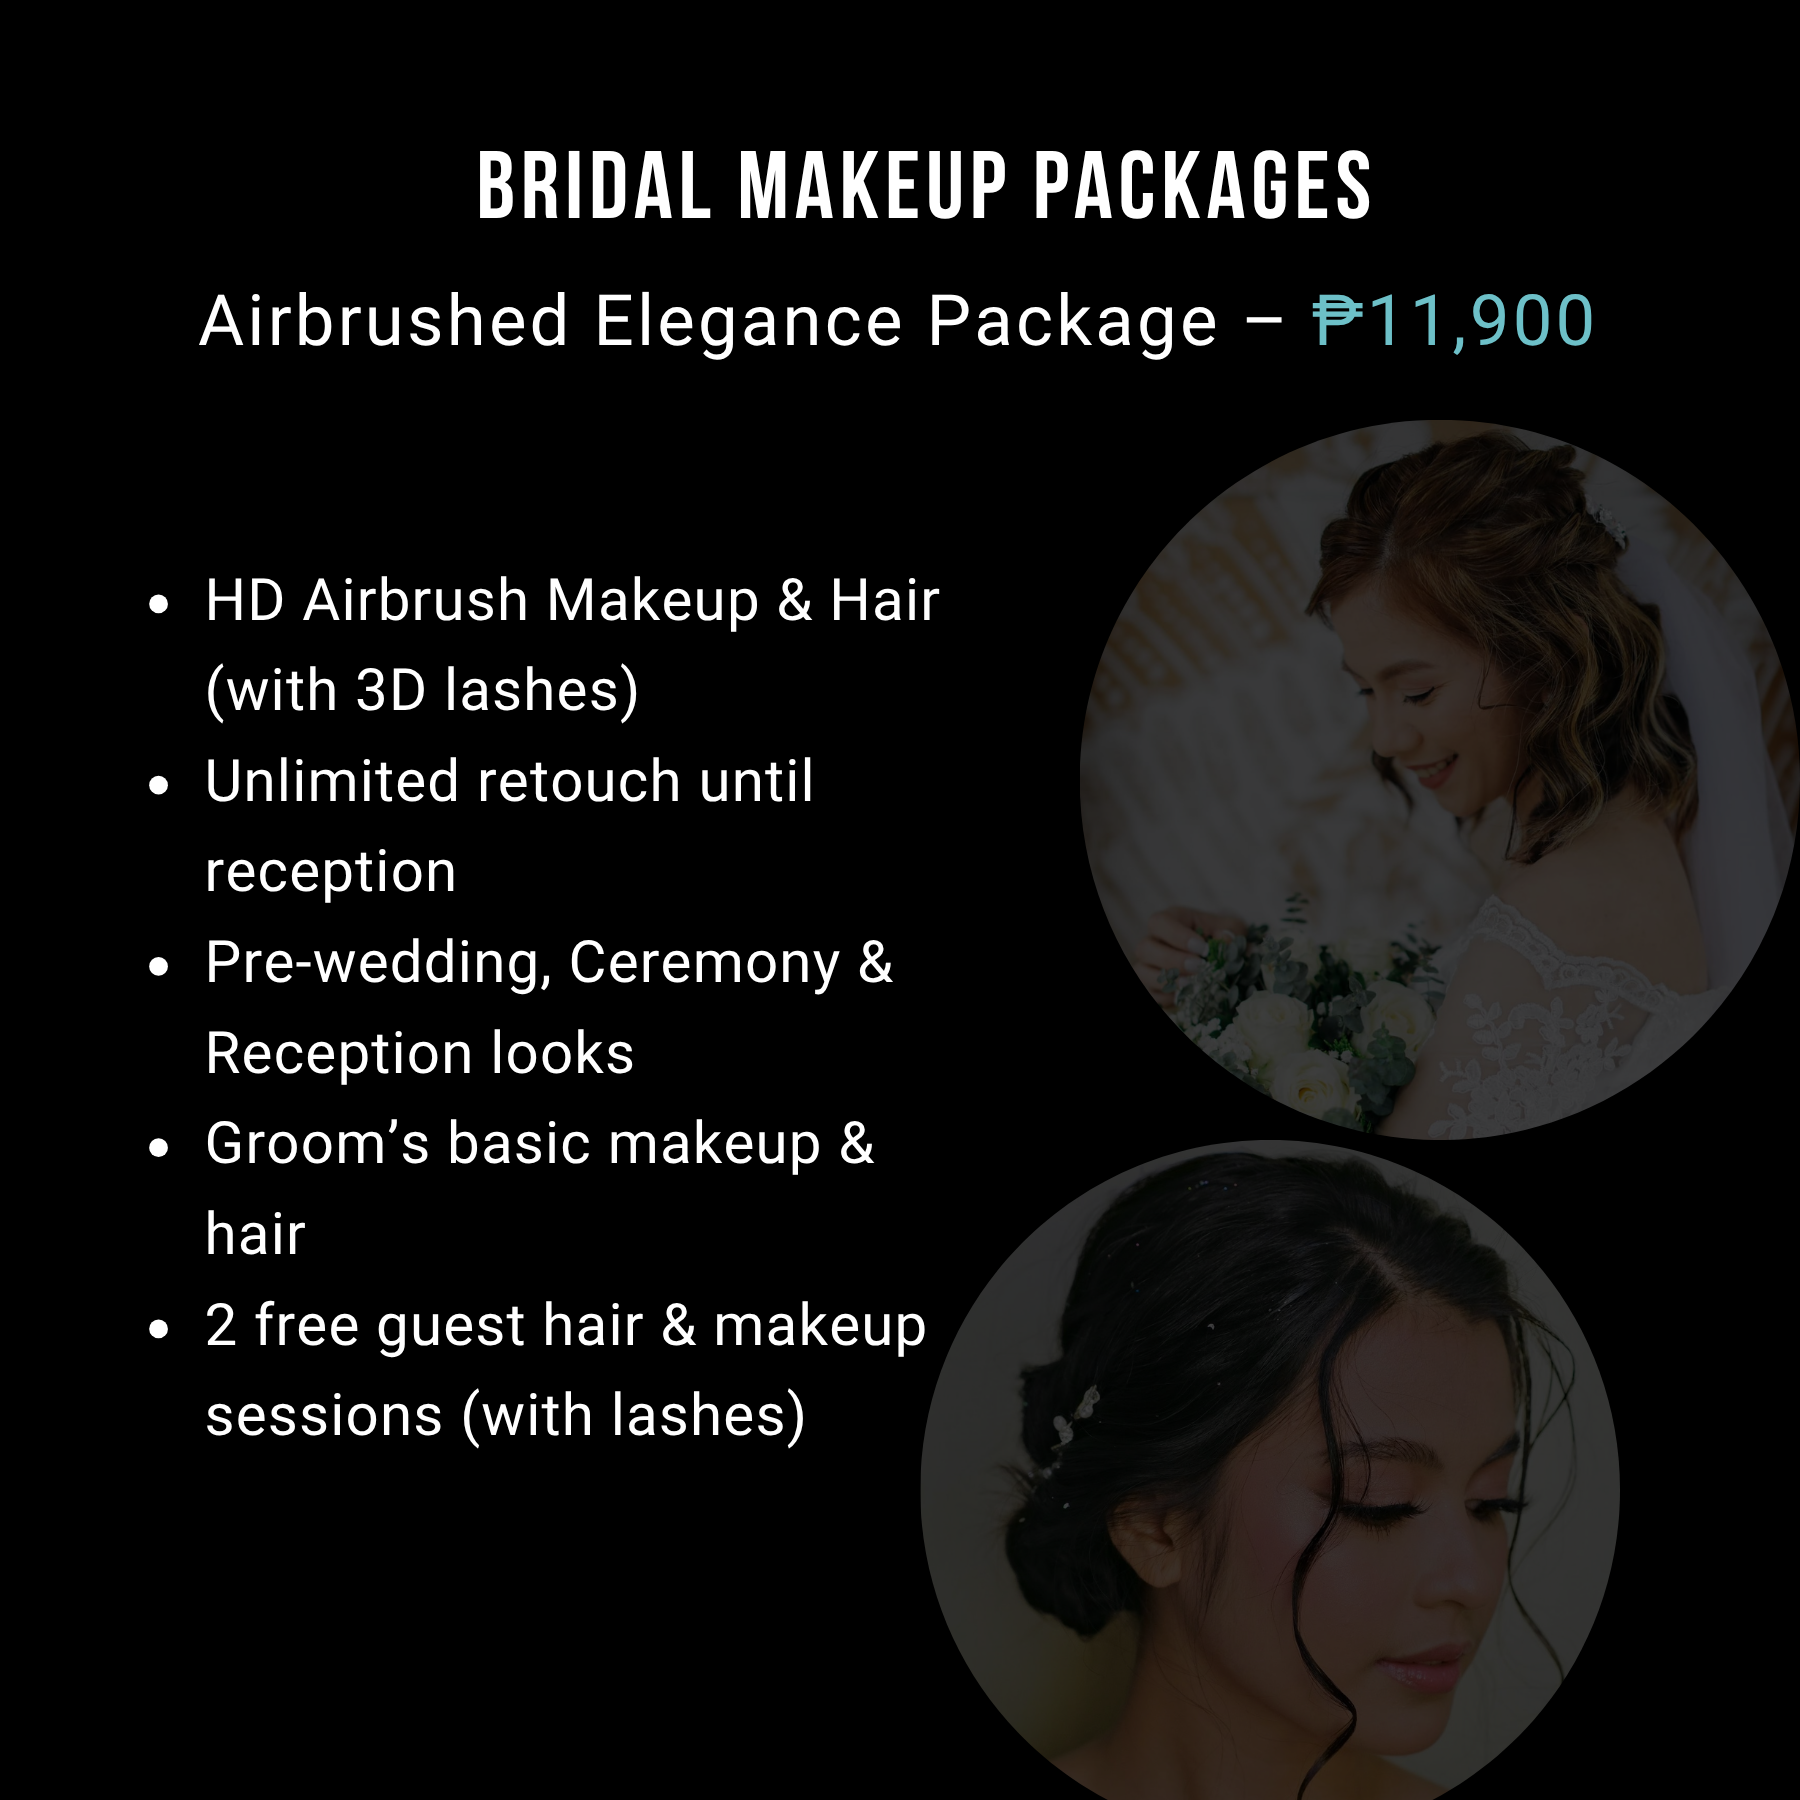 BRIDAL MAKEUP PACKAGES
Airbrushed Elegance Package – ₱11,900
• HD Airbrush Makeup & Hair
(with 3D lashes)
• Unlimited retouch until
reception
• Pre-wedding, Ceremony &
Reception looks
• Groom’s basic makeup &
hair
• 2 free guest hair & makeup
sessions (with lashes)